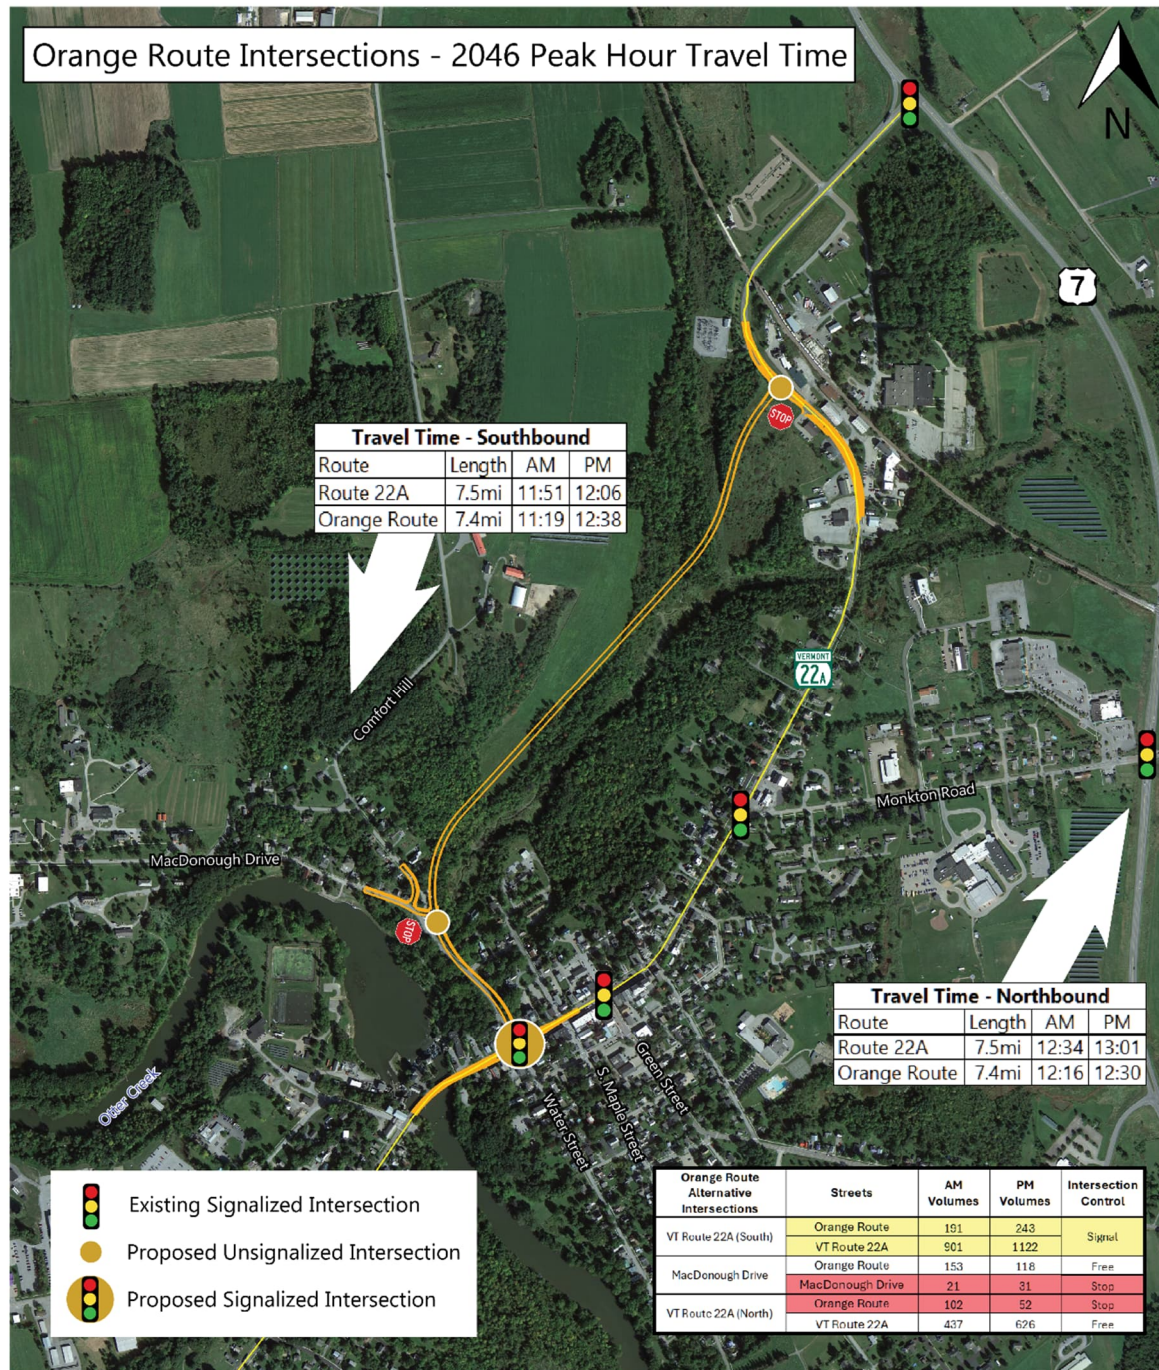 Orange Route Intersections - 2046 Peak Hour Travel Time
N
7
STOP
Travel Time - Southbound
Route Length AM PM
Route 22A 7.5mi 11:51 12:06
Orange Route 7.4mi 11:19 12:38
VERMONT
22A
Comfort Hill
Monkton Road
MacDonough Drive
STOP
Travel Time - Northbound
Route Length AM PM
Route 22A 7.5mi 12:34 13:01
Orange Route 7.4mi 12:16 12:30
Otter Creek
Green Street
S. Maple Street
Water Street
Existing Signalized Intersection
Proposed Unsignalized Intersection
Proposed Signalized Intersection
Orange Route
Alternative
Intersections
Streets
AM
Volumes
PM
Volumes
Intersection
Control
VT Route 22A (South)
Orange Route 191 243
Signal
VT Route 22A 901 1122
MacDonough Drive
Orange Route 153 118 Free
MacDonough Drive 21 31 Stop
VT Route 22A (North)
Orange Route 102 52 Stop
VT Route 22A 437 626 Free